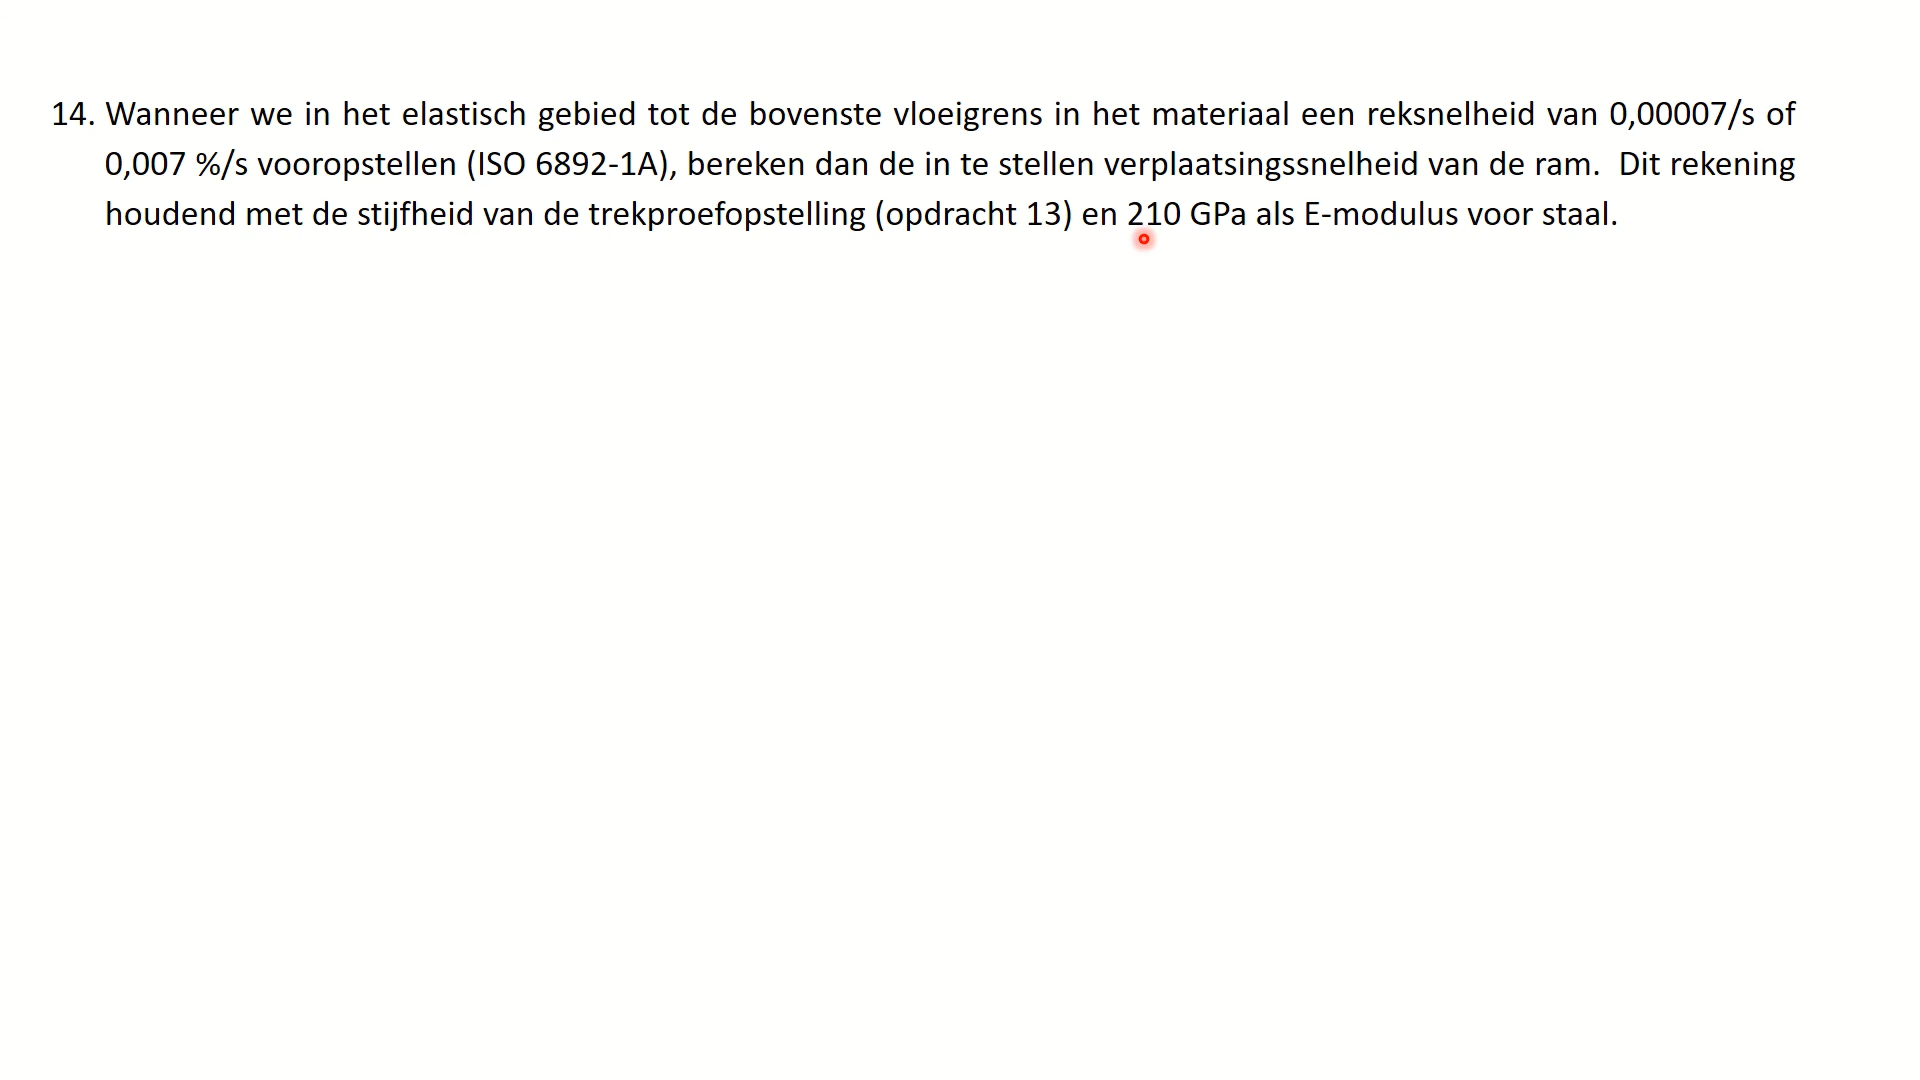 14. Wanneer we in het elastisch gebied tot de bovenste vloeigrens in het materiaal een reksnelheid van 0,00007/s of
0,007 %/s vooropstellen (ISO 6892-1A), bereken dan de in te stellen verplaatsingssnelheid van de ram. Dit rekening
houdend met de stijfheid van de trekproefopstelling (opdracht 13) en 210 GPa als E-modulus voor staal.